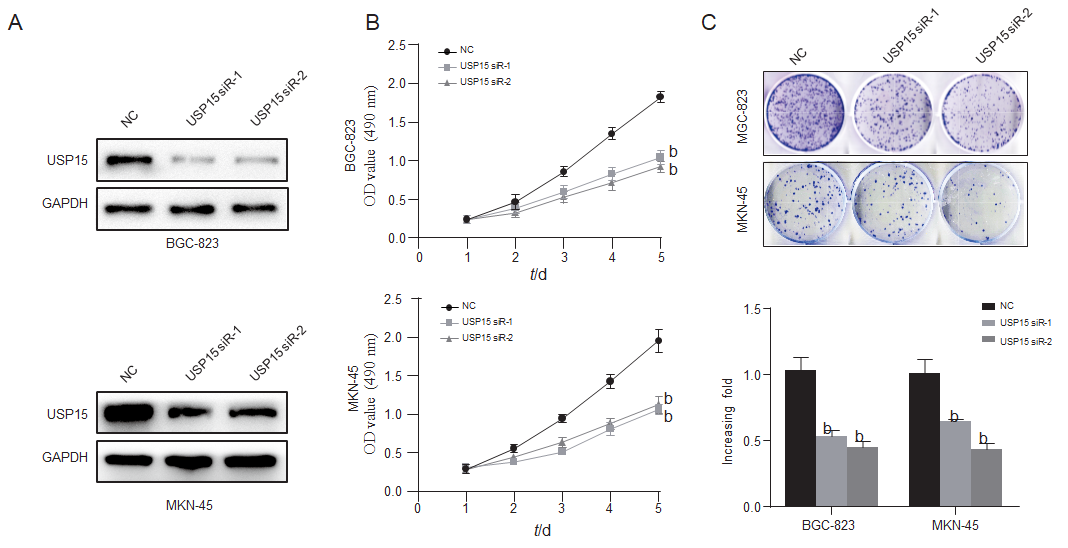 A
NC
USP15 siR-1
USP15 siR-2
USP15
GAPDH
BGC-823
NC
USP15 siR-1
USP15 siR-2
USP15
GAPDH
MKN-45
B
2.5
2.0
1.5
1.0
0.5
0.0
BGC-823
OD value (490 nm)
NC
USP15 siR-1
USP15 siR-2
b
b
0 1 2 3 4 5
t/d
2.5
2.0
1.5
1.0
0.5
0.0
MKN-45
OD value (490 nm)
NC
USP15 siR-1
USP15 siR-2
b
b
0 1 2 3 4 5
t/d
C
NC
USP15 siR-1
USP15 siR-2
MGC-823
MKN-45
1.5
1.0
0.5
0.0
Increasing fold
NC
USP15 siR-1
USP15 siR-2
b b
b b
BGC-823 MKN-45